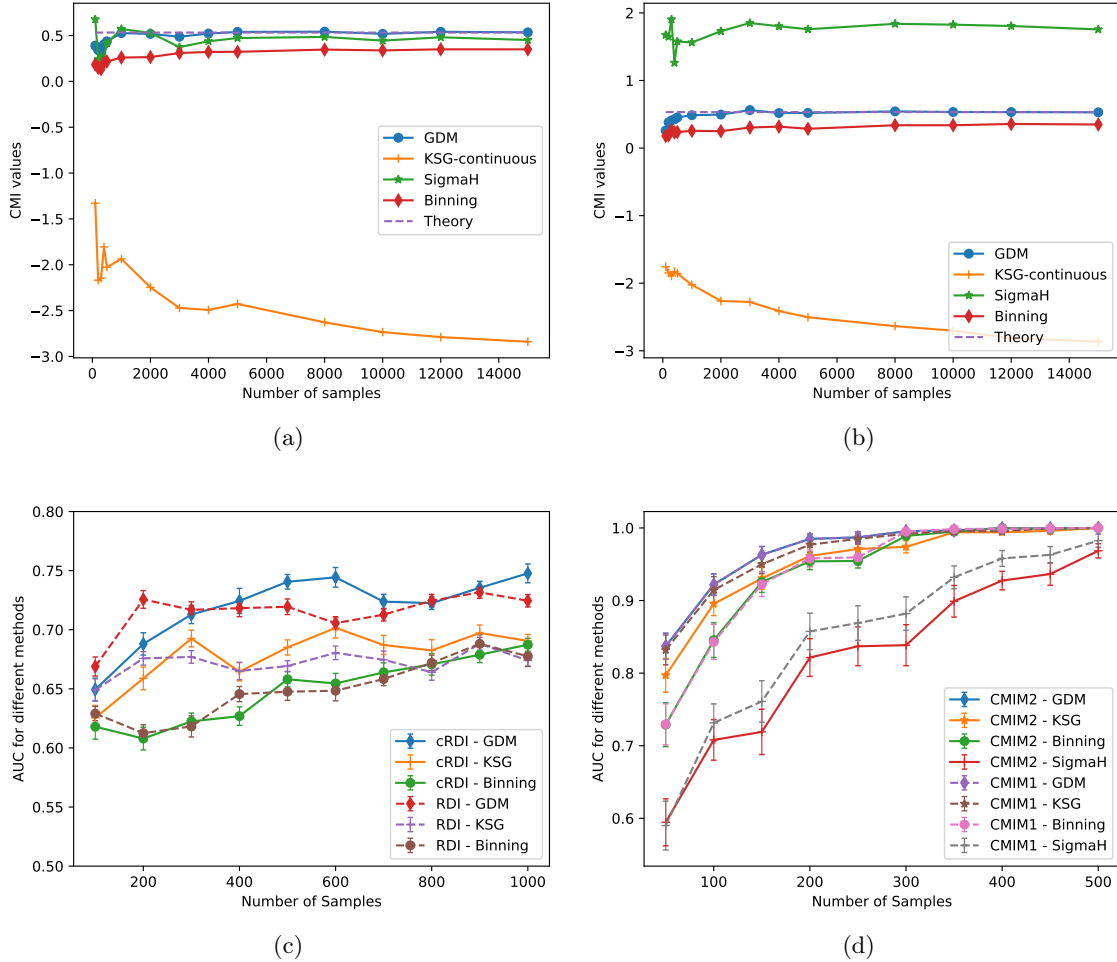 CMI values
0.5
0.0
−0.5
−1.0
−1.5
−2.0
−2.5
−3.0
GDM
KSG-continuous
SigmaH
Binning
Theory
0 2000 4000 6000 8000 10000 12000 14000
Number of samples
(a)
CMI values
2
1
0
−1
−2
−3
GDM
KSG-continuous
SigmaH
Binning
Theory
0 2000 4000 6000 8000 10000 12000 14000
Number of samples
(b)
AUC for different methods
0.80
0.75
0.70
0.65
0.60
0.55
0.50
cRDI - GDM
cRDI - KSG
cRDI - Binning
RDI - GDM
RDI - KSG
RDI - Binning
200 400 600 800 1000
Number of Samples
(c)
AUC for different methods
1.0
0.9
0.8
0.7
0.6
CMIM2 - GDM
CMIM2 - KSG
CMIM2 - Binning
CMIM2 - SigmaH
CMIM1 - GDM
CMIM1 - KSG
CMIM1 - Binning
CMIM1 - SigmaH
100 200 300 400 500
Number of Samples
(d)